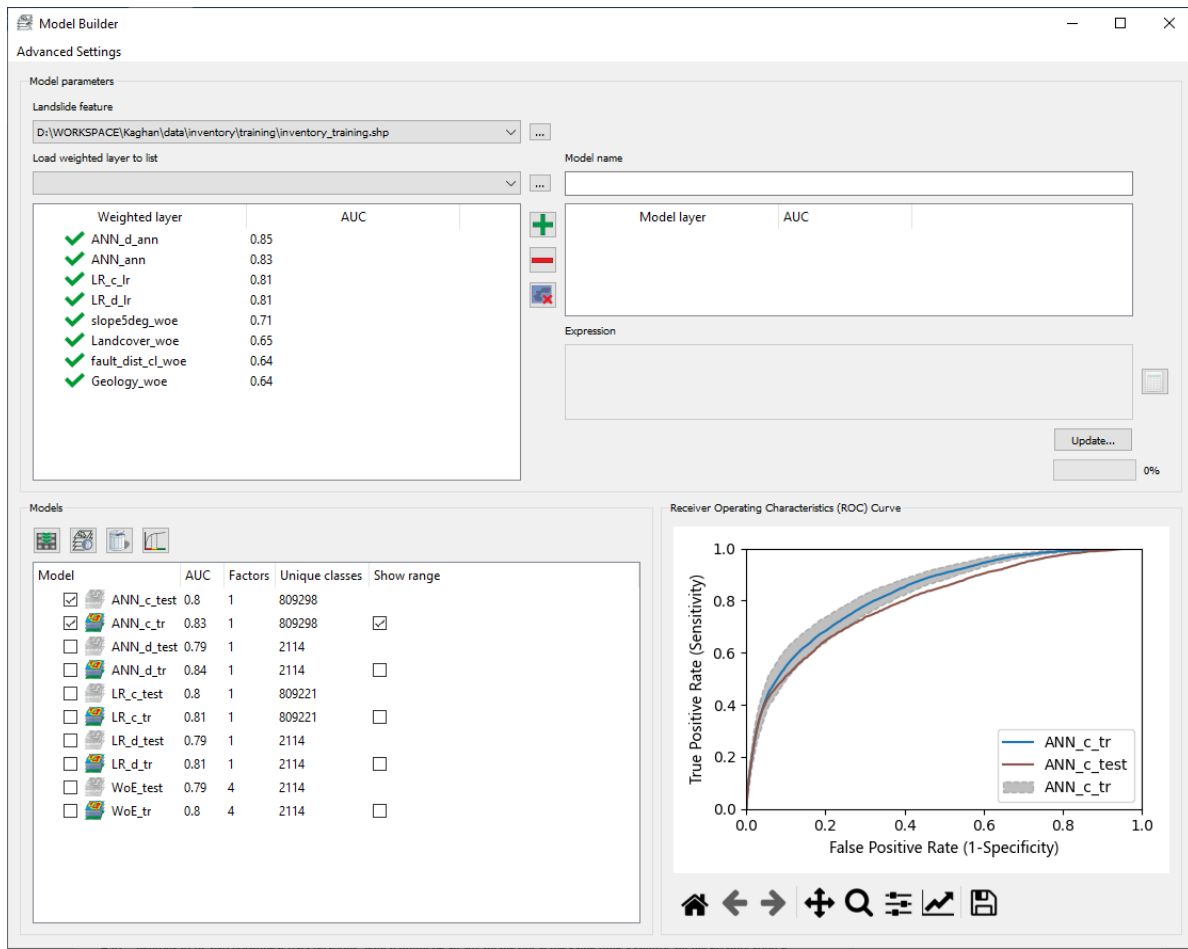 Model Builder
Advanced Settings
Model parameters
Landslide feature
D:\WORKSPACE\Kaghan\data\inventory\training\inventory_training.shp
...
Load weighted layer to list
...
Weighted layer AUC
ANN_d_ann 0.85
ANN_ann 0.83
LR_c_lr 0.81
LR_d_lr 0.81
slope5deg_woe 0.71
Landcover_woe 0.65
fault_dist_cl_woe 0.64
Geology_woe 0.64
Model name
Model layer AUC
Expression
Update...
0%
Models
Model AUC Factors Unique classes Show range
ANN_c_test 0.8 1 809298
ANN_c_tr 0.83 1 809298
ANN_d_test 0.79 1 2114
ANN_d_tr 0.84 1 2114
LR_c_test 0.8 1 809221
LR_c_tr 0.81 1 809221
LR_d_test 0.79 1 2114
LR_d_tr 0.81 1 2114
WoE_test 0.79 4 2114
WoE_tr 0.8 4 2114
Receiver Operating Characteristics (ROC) Curve
True Positive Rate (Sensitivity)
1.0
0.8
0.6
0.4
0.2
0.0
ANN_c_tr
ANN_c_test
ANN_c_tr
0.0 0.2 0.4 0.6 0.8 1.0
False Positive Rate (1-Specificity)